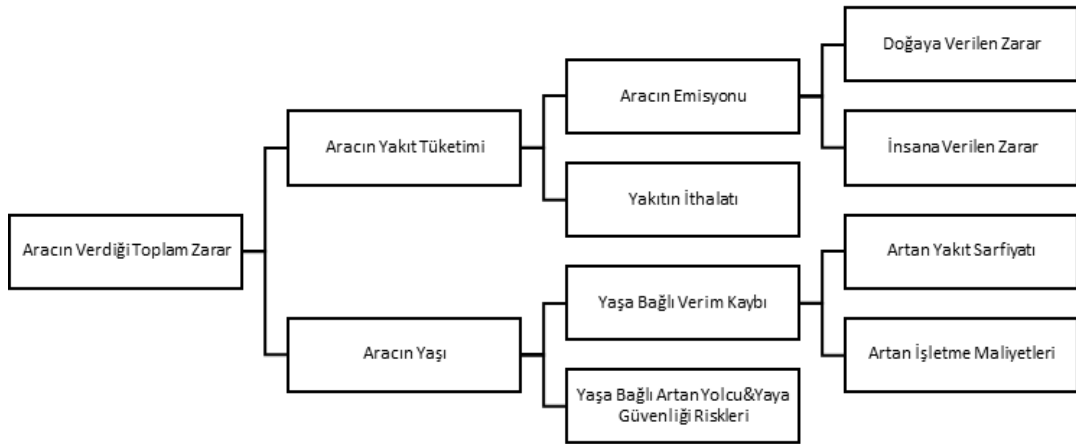 Aracın Verdiği Toplam Zarar
Aracın Yakıt Tüketimi
Aracın Emisyonu
Doğaya Verilen Zarar
İnsana Verilen Zarar
Yakıtın İthalatı
Aracın Yaşı
Yaşa Bağlı Verim Kaybı
Artan Yakıt Sarfiyatı
Artan İşletme Maliyetleri
Yaşa Bağlı Artan Yolcu&Yaya
Güvenliği Riskleri